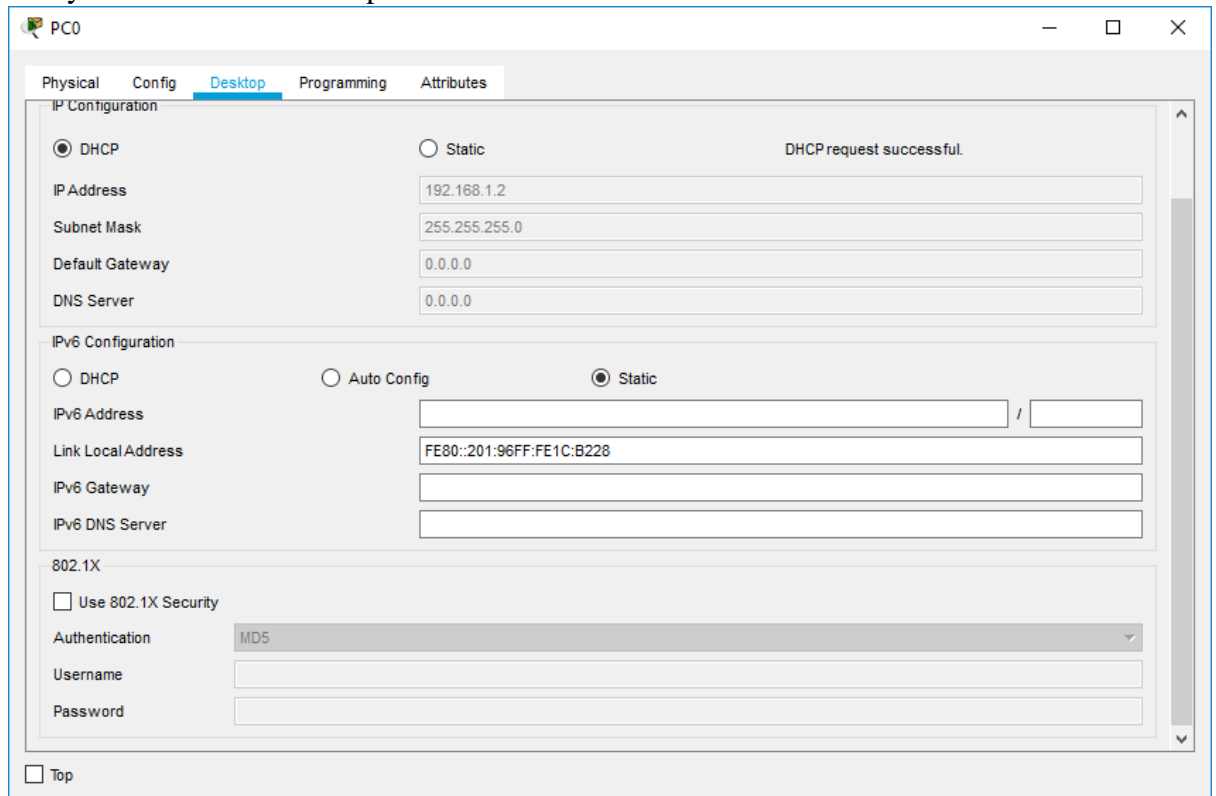 PC0
Physical Config Desktop Programming Attributes
IP Configuration
DHCP Static DHCP request successful.
IP Address 192.168.1.2
Subnet Mask 255.255.255.0
Default Gateway 0.0.0.0
DNS Server 0.0.0.0
IPv6 Configuration
DHCP Auto Config Static
IPv6 Address /
Link Local Address FE80::201:96FF:FE1C:B228
IPv6 Gateway
IPv6 DNS Server
802.1X
Use 802.1X Security
Authentication MD5
Username
Password
Top